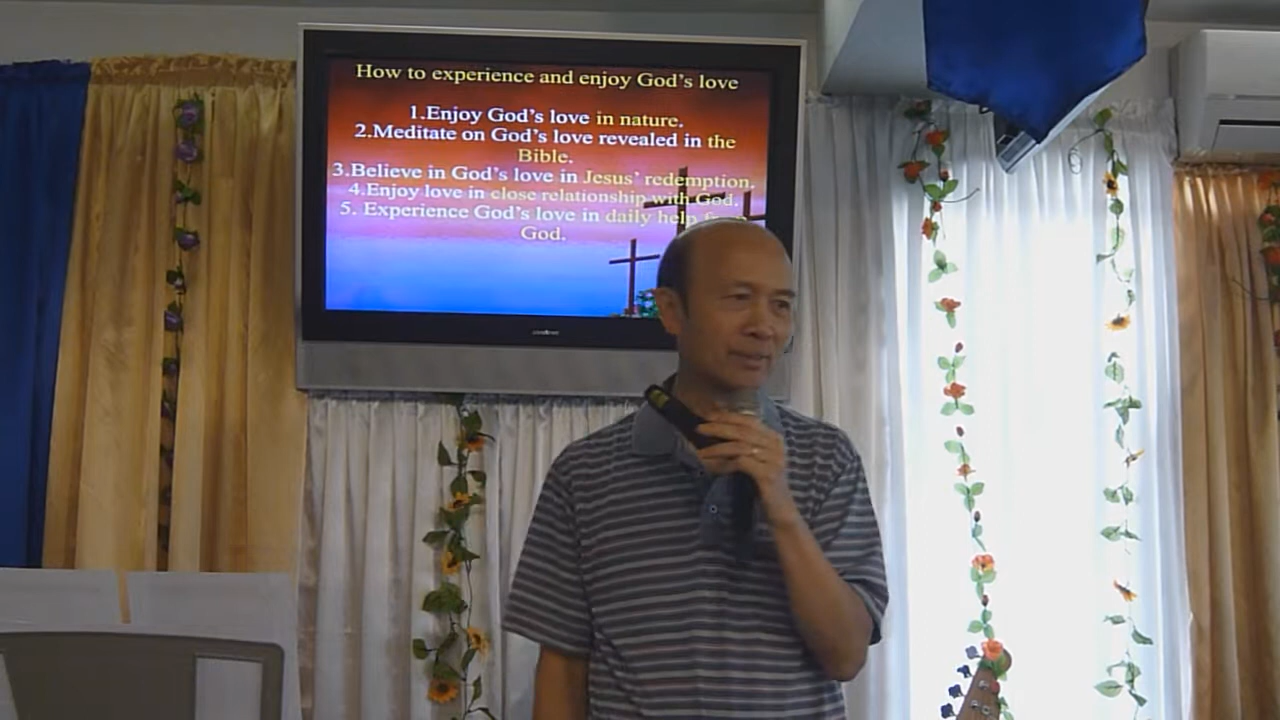 How to experience and enjoy God's love
1.Enjoy God's love in nature.
2.Meditate on God's love revealed in the
Bible.
3.Believe in God's love in Jesus' redemption.
4.Enjoy love in close relationship with God.
5. Experience God's love in daily help
God.